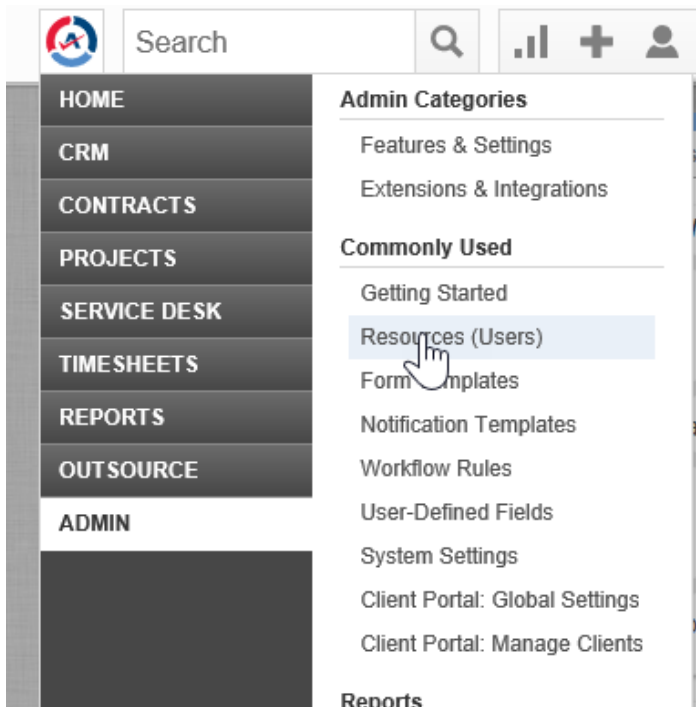 Search
HOME
CRM
CONTRACTS
PROJECTS
SERVICE DESK
TIMESHEETS
REPORTS
OUTSOURCE
ADMIN
Admin Categories
Features & Settings
Extensions & Integrations
Commonly Used
Getting Started
Resources (Users)
Form Templates
Notification Templates
Workflow Rules
User-Defined Fields
System Settings
Client Portal: Global Settings
Client Portal: Manage Clients
Reports